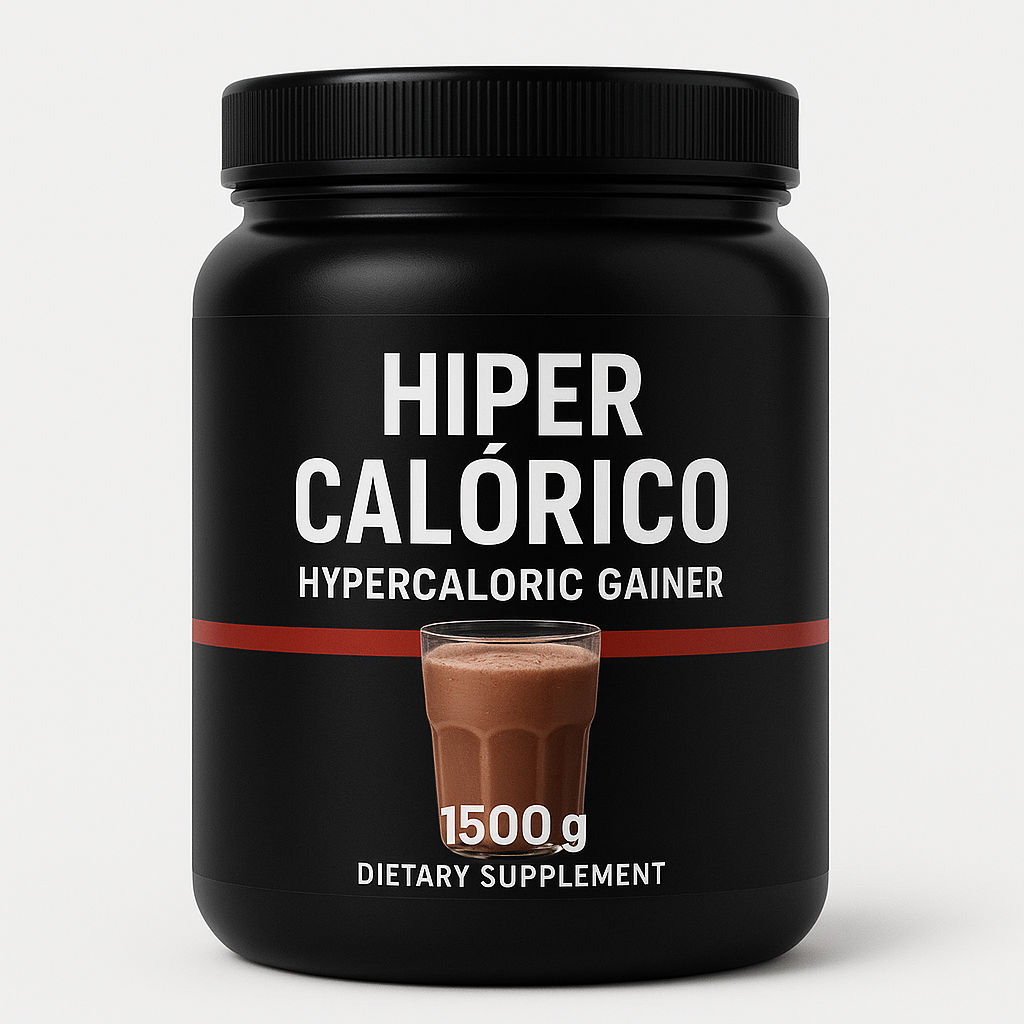 HIPER
CALÓRICO
HYPERCALORIC GAINER
1500 g
DIETARY SUPPLEMENT